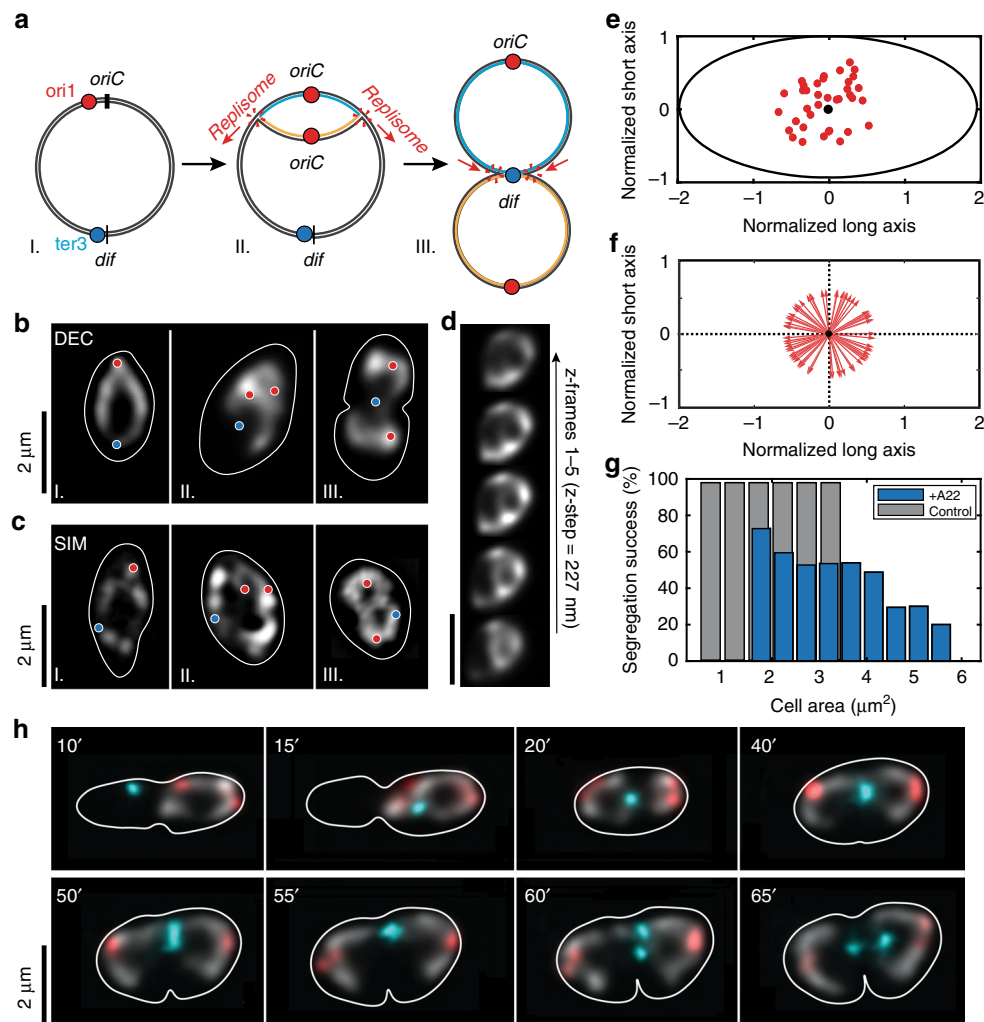 a
oriC
ori1
ter3
dif
I.
Replisome
oriC
Replisome
oriC
II.
dif
oriC
dif
III.
b
DEC
2 μm
I.
II.
III.
c
SIM
2 μm
I.
II.
III.
d
z-frames 1–5 (z-step = 227 nm)
e
Normalized short axis
1
0
−1
−2
−1
0
1
2
Normalized long axis
f
Normalized short axis
1
0
−1
−2
−1
0
1
2
Normalized long axis
g
Segregation success (%)
100
80
60
40
20
0
+A22
Control
1
2
3
4
5
6
Cell area (μm²)
h
10′
15′
20′
40′
50′
55′
60′
65′
2 μm